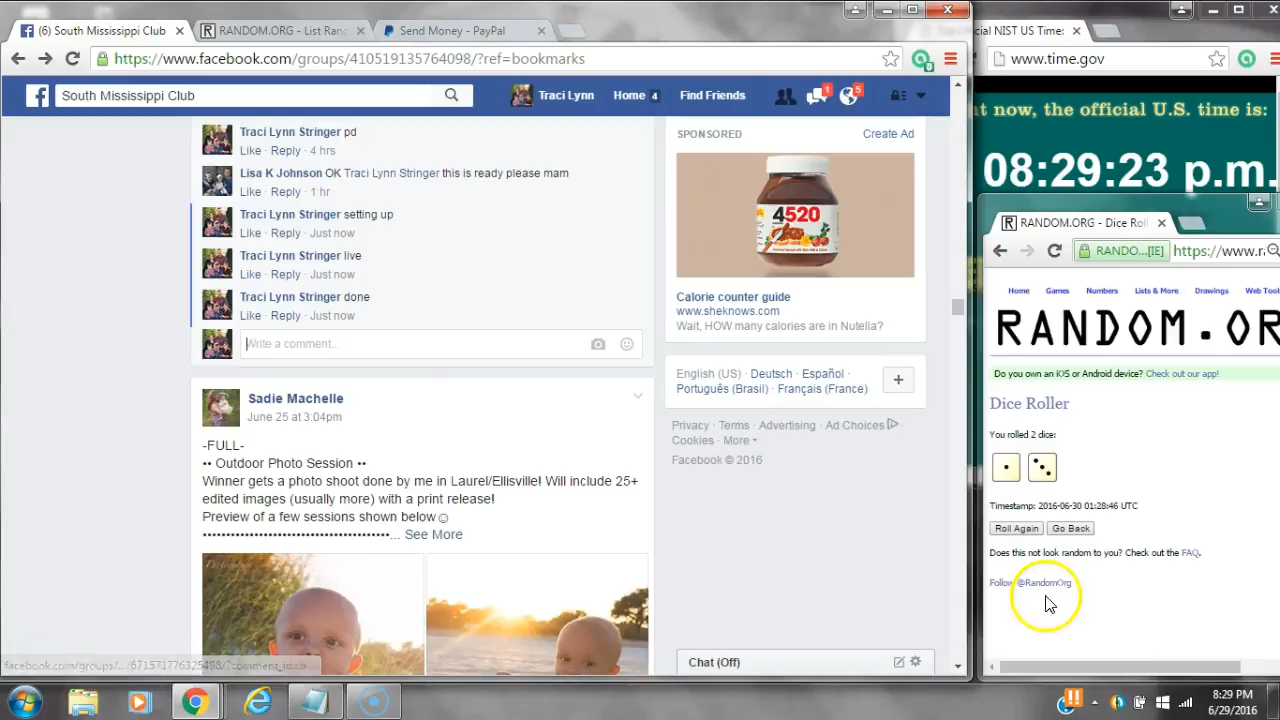 (6) South Mississippi Club
RANDOM.ORG - List Ran
Send Money - PayPal
cial NIST US Time:
https://www.facebook.com/groups/410519135764098/?ref=bookmarks
www.time.gov
South Mississippi Club
Traci Lynn
Home 4
Find Friends
1
5
t now, the official U.S. time is:
08:29:23 p.m.
Traci Lynn Stringer pd
Like · Reply · 4 hrs
Lisa K Johnson OK Traci Lynn Stringer this is ready please mam
Like · Reply · 1 hr
Traci Lynn Stringer setting up
Like · Reply · Just now
Traci Lynn Stringer live
Like · Reply · Just now
Traci Lynn Stringer done
Like · Reply · Just now
Write a comment...
Sadie Machelle
June 25 at 3:04pm
-FULL-
•• Outdoor Photo Session ••
Winner gets a photo shoot done by me in Laurel/Ellisville! Will include 25+
edited images (usually more) with a print release!
Preview of a few sessions shown below☺
... See More
SPONSORED
Create Ad
4520
Calorie counter guide
www.sheknows.com
Wait, HOW many calories are in Nutella?
English (US) · Deutsch · Español ·
Português (Brasil) · Français (France)
Privacy · Terms · Advertising · Ad Choices
Cookies · More
Facebook © 2016
Chat (Off)
RANDOM.ORG - Dice Roll
RANDO...[IE]
https://www.ra
Home
Games
Numbers
Lists & More
Drawings
Web Tools
RANDOM.OR
Do you own an iOS or Android device? Check out our app!
Dice Roller
You rolled 2 dice:
Timestamp: 2016-06-30 01:28:46 UTC
Roll Again
Go Back
Does this not look random to you? Check out the FAQ.
Follow @RandomOrg
8:29 PM
6/29/2016